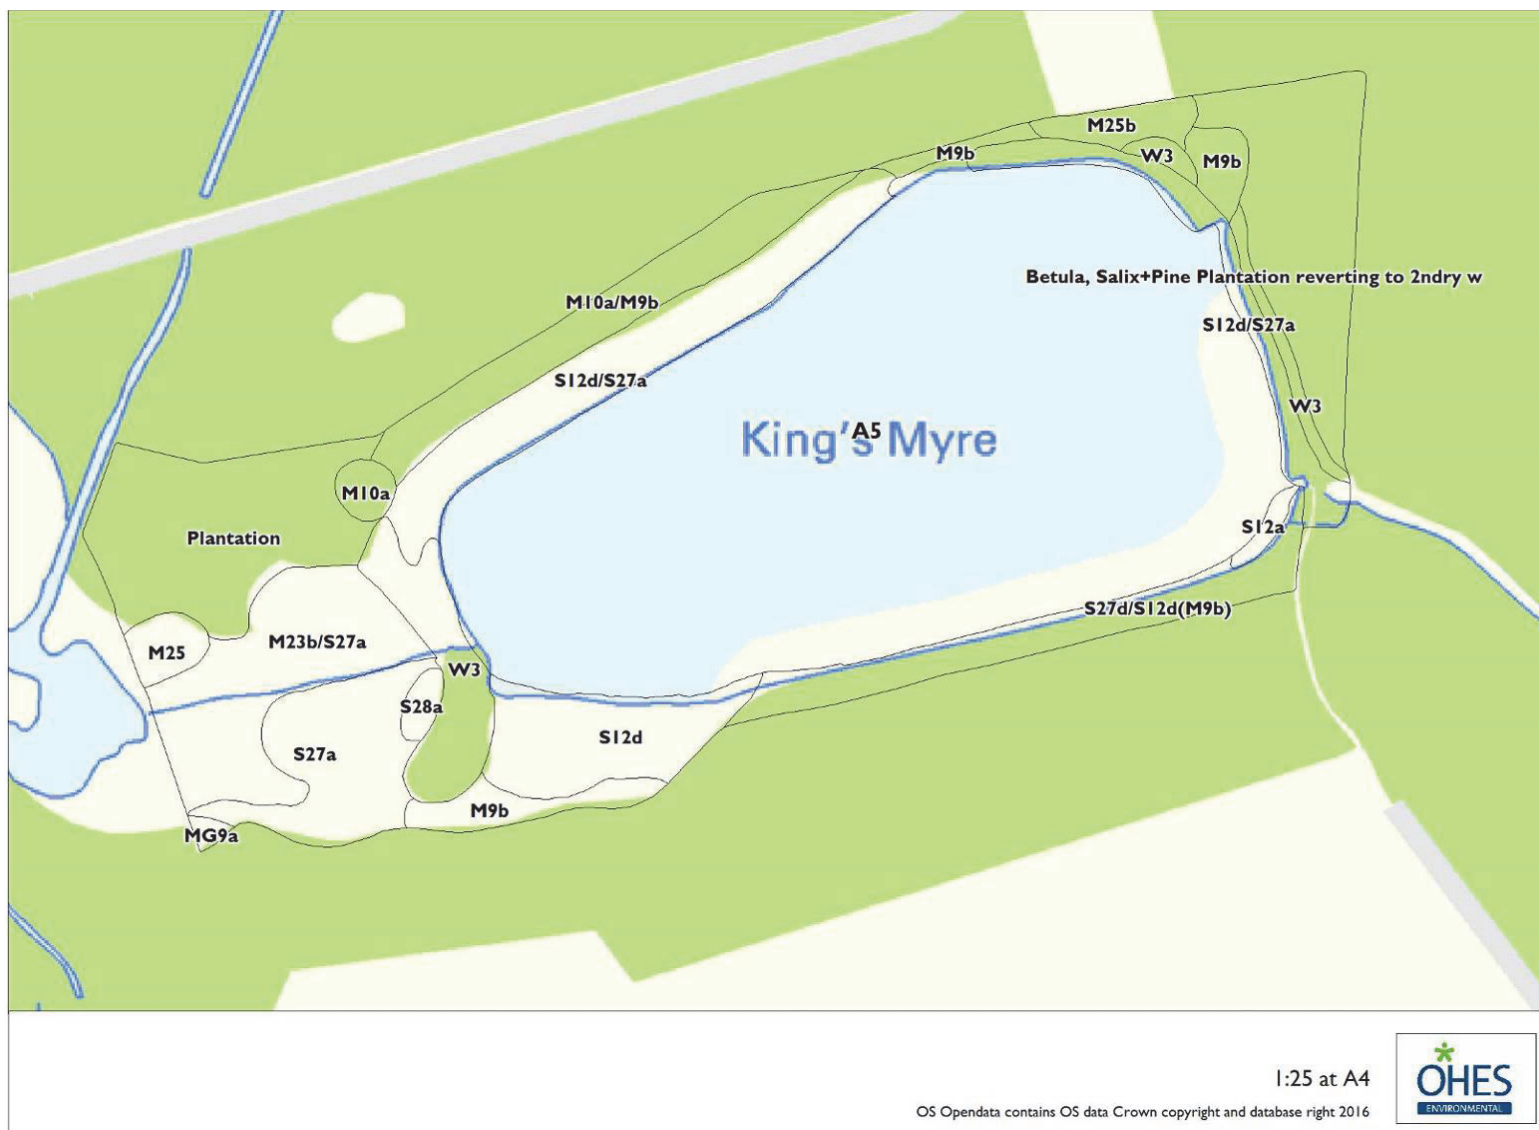 M25b
M9b
W3
M9b
Betula, Salix+Pine Plantation reverting to 2ndry w
M10a/M9b
S12d/S27a
S12d/S27a
W3
King's Myre
A5
M10a
S12a
Plantation
S27d/S12d(M9b)
M25
M23b/S27a
W3
S28a
S12d
S27a
M9b
MG9a
1:25 at A4
OS Opendata contains OS data Crown copyright and database right 2016
OHES
ENVIRONMENTAL